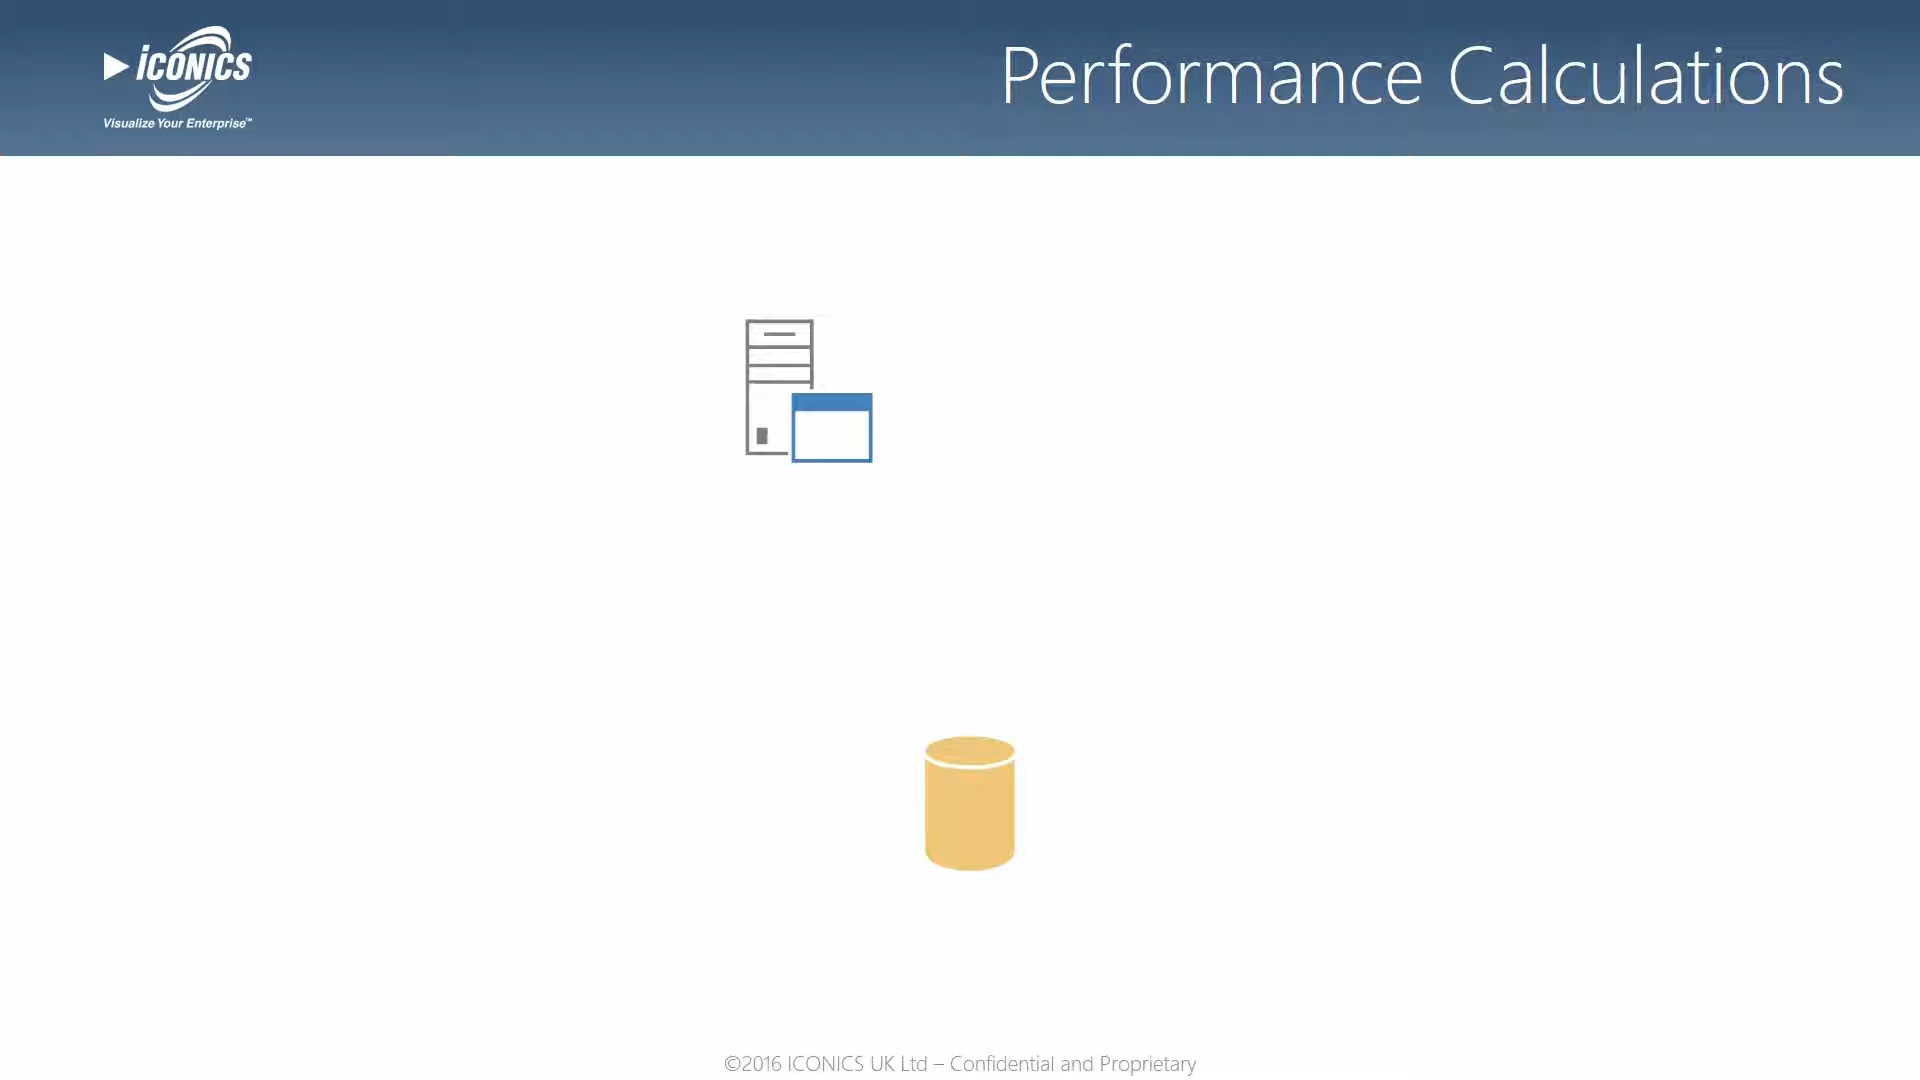 ICONICS
Visualize Your Enterprise™
Performance Calculations
©2016 ICONICS UK Ltd – Confidential and Proprietary